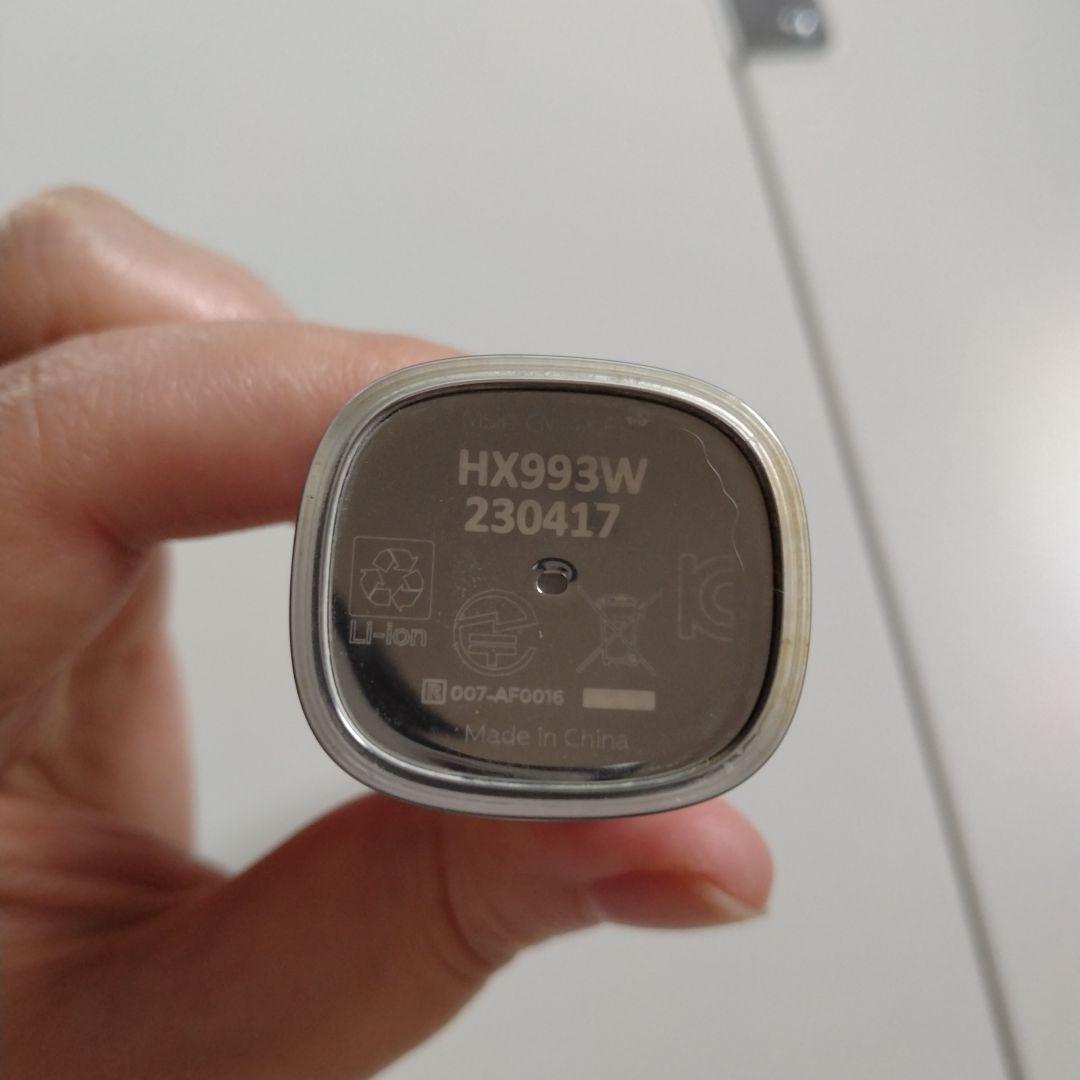 HX993W
230417
Li-ion
R 007-AF0016
Made in China